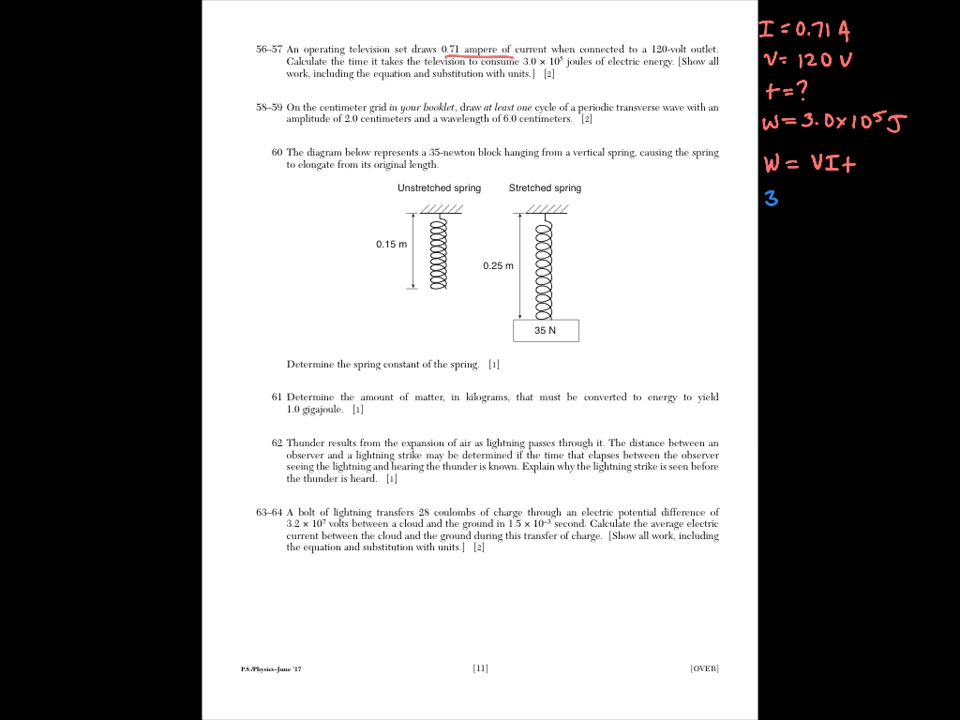 56–57 An operating television set draws 0.71 ampere of current when connected to a 120-volt outlet.
Calculate the time it takes the television to consume 3.0 × 10⁵ joules of electric energy. [Show all
work, including the equation and substitution with units.] [2]
58–59 On the centimeter grid in your booklet, draw at least one cycle of a periodic transverse wave with an
amplitude of 2.0 centimeters and a wavelength of 6.0 centimeters. [2]
60 The diagram below represents a 35-newton block hanging from a vertical spring, causing the spring
to elongate from its original length.
Unstretched spring
Stretched spring
0.15 m
0.25 m
35 N
Determine the spring constant of the spring. [1]
61 Determine the amount of matter, in kilograms, that must be converted to energy to yield
1.0 gigajoule. [1]
62 Thunder results from the expansion of air as lightning passes through it. The distance between an
observer and a lightning strike may be determined if the time that elapses between the observer
seeing the lightning and hearing the thunder is known. Explain why the lightning strike is seen before
the thunder is heard. [1]
63–64 A bolt of lightning transfers 28 coulombs of charge through an electric potential difference of
3.2 × 10⁷ volts between a cloud and the ground in 1.5 × 10⁻³ second. Calculate the average electric
current between the cloud and the ground during this transfer of charge. [Show all work, including
the equation and substitution with units.] [2]
P.S./Physics–June '17
[11]
[OVER]
I = 0.71 A
V = 120 V
t = ?
W = 3.0 × 10⁵ J
W = VIt
3